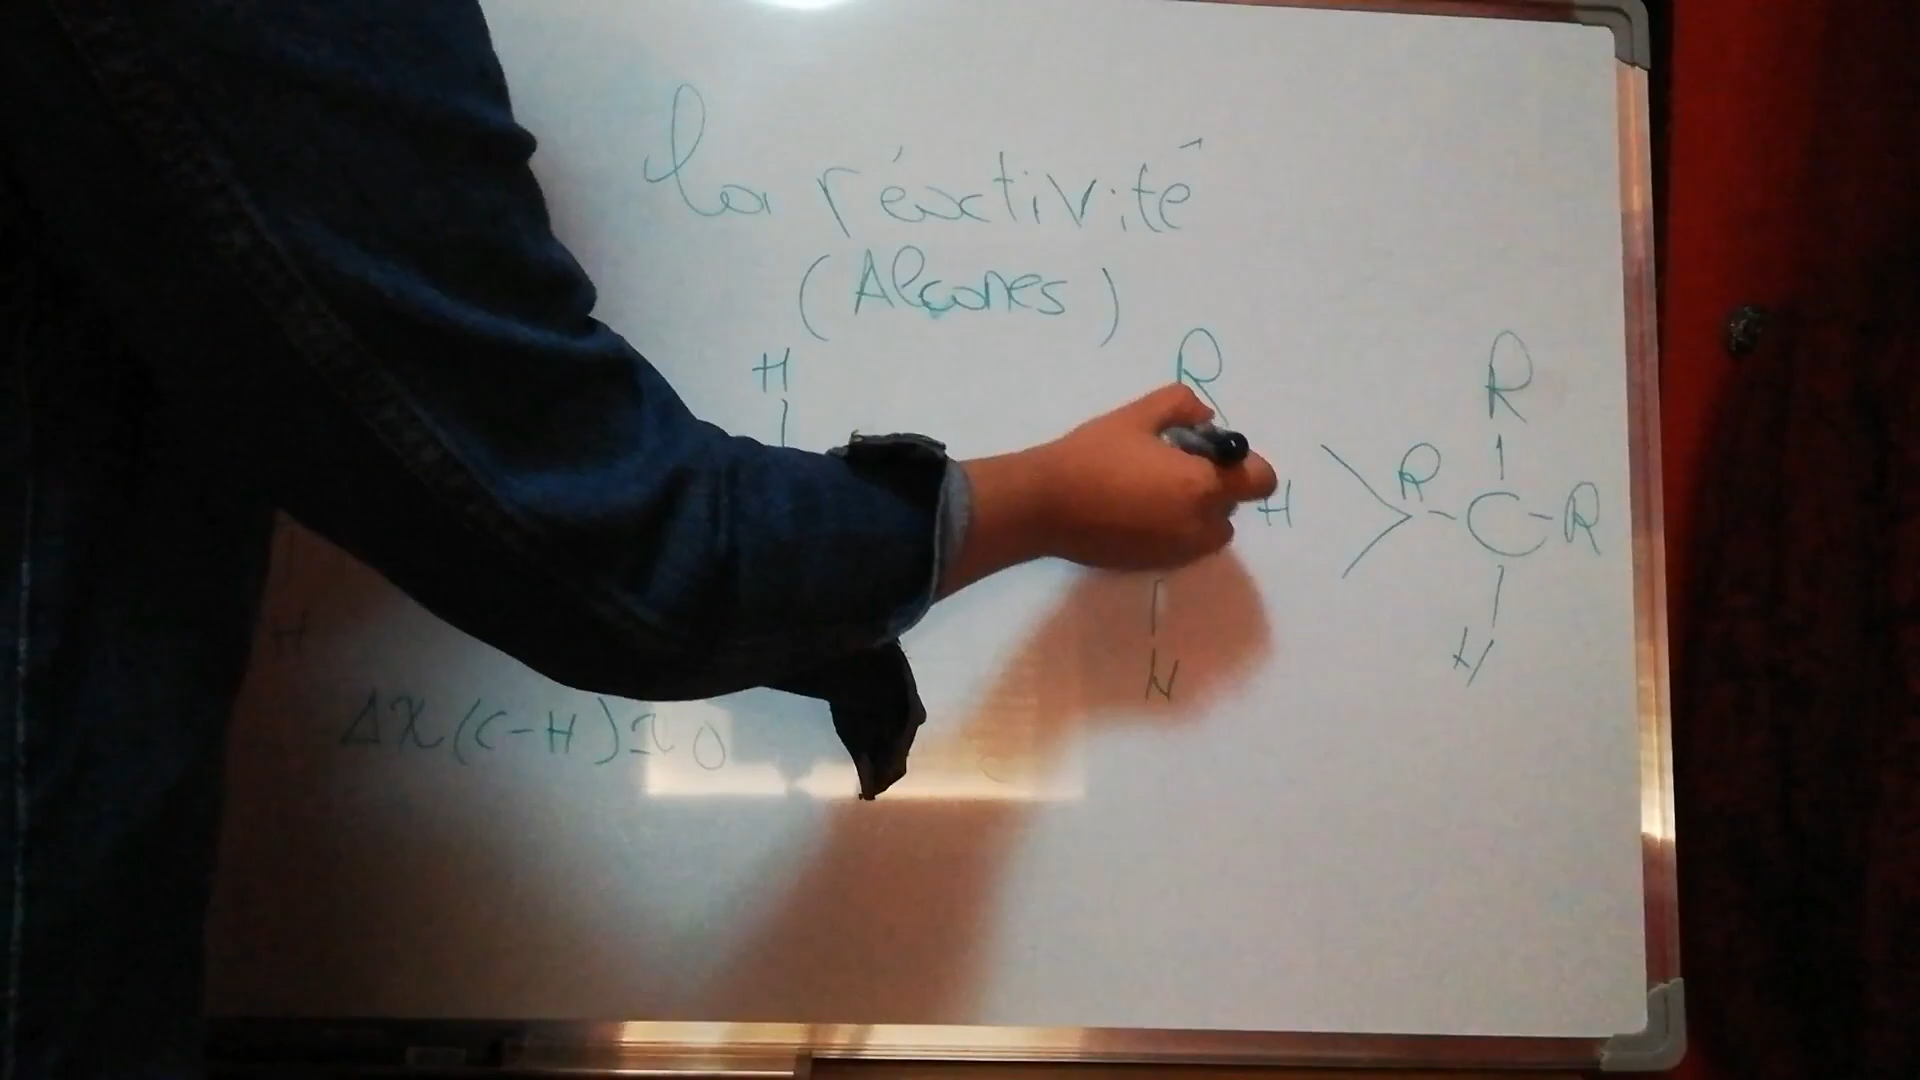 La réactivité
(Alcanes)
H
R
R
R
H
C-R
H
H
H
Δχ(C-H)≃0